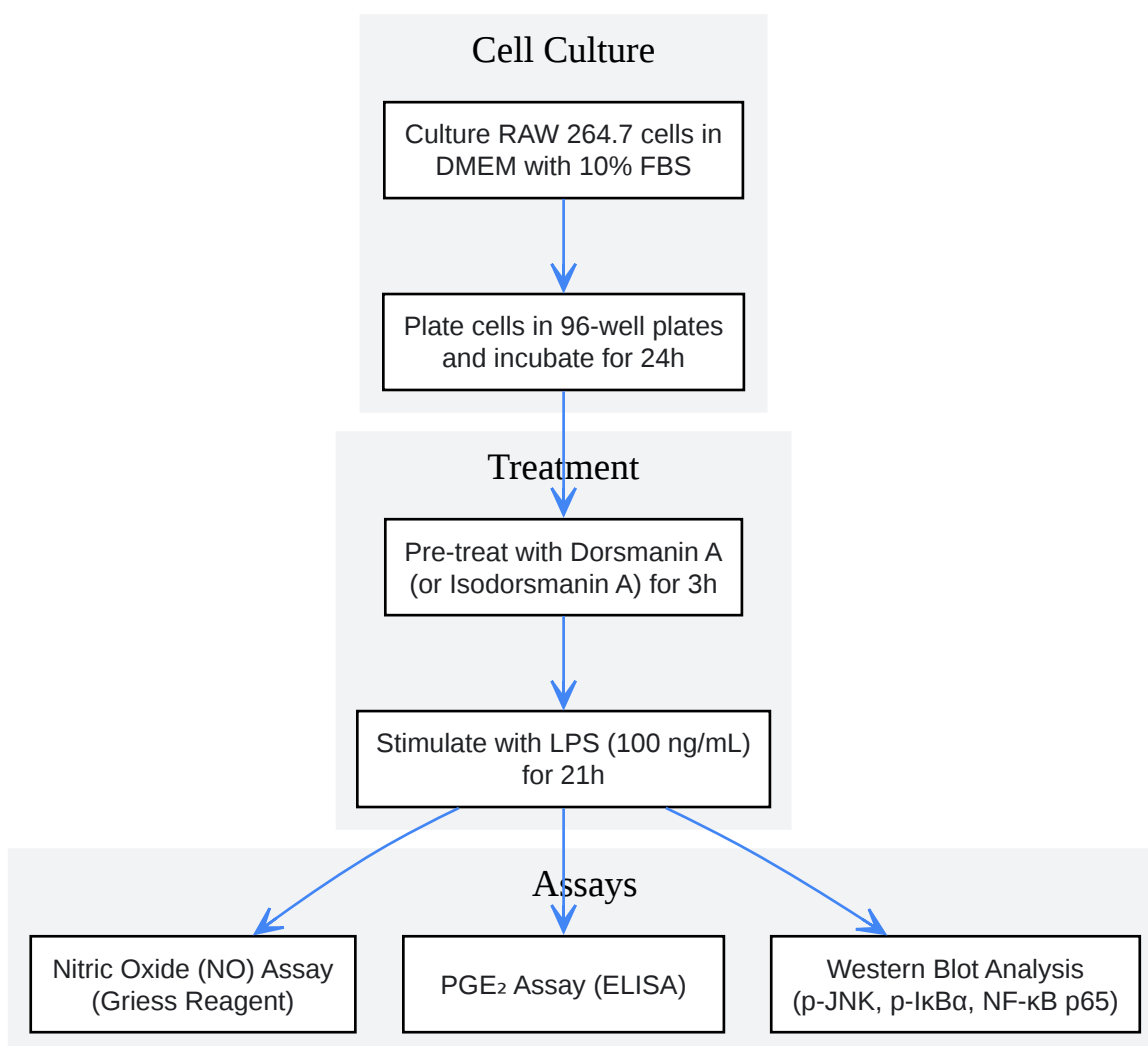 Cell Culture
Culture RAW 264.7 cells in
DMEM with 10% FBS
Plate cells in 96-well plates
and incubate for 24h
Treatment
Pre-treat with Dorsmanin A
(or Isodorsmanin A) for 3h
Stimulate with LPS (100 ng/mL)
for 21h
Assays
Nitric Oxide (NO) Assay
(Griess Reagent)
PGE₂ Assay (ELISA)
Western Blot Analysis
(p-JNK, p-IκBα, NF-κB p65)